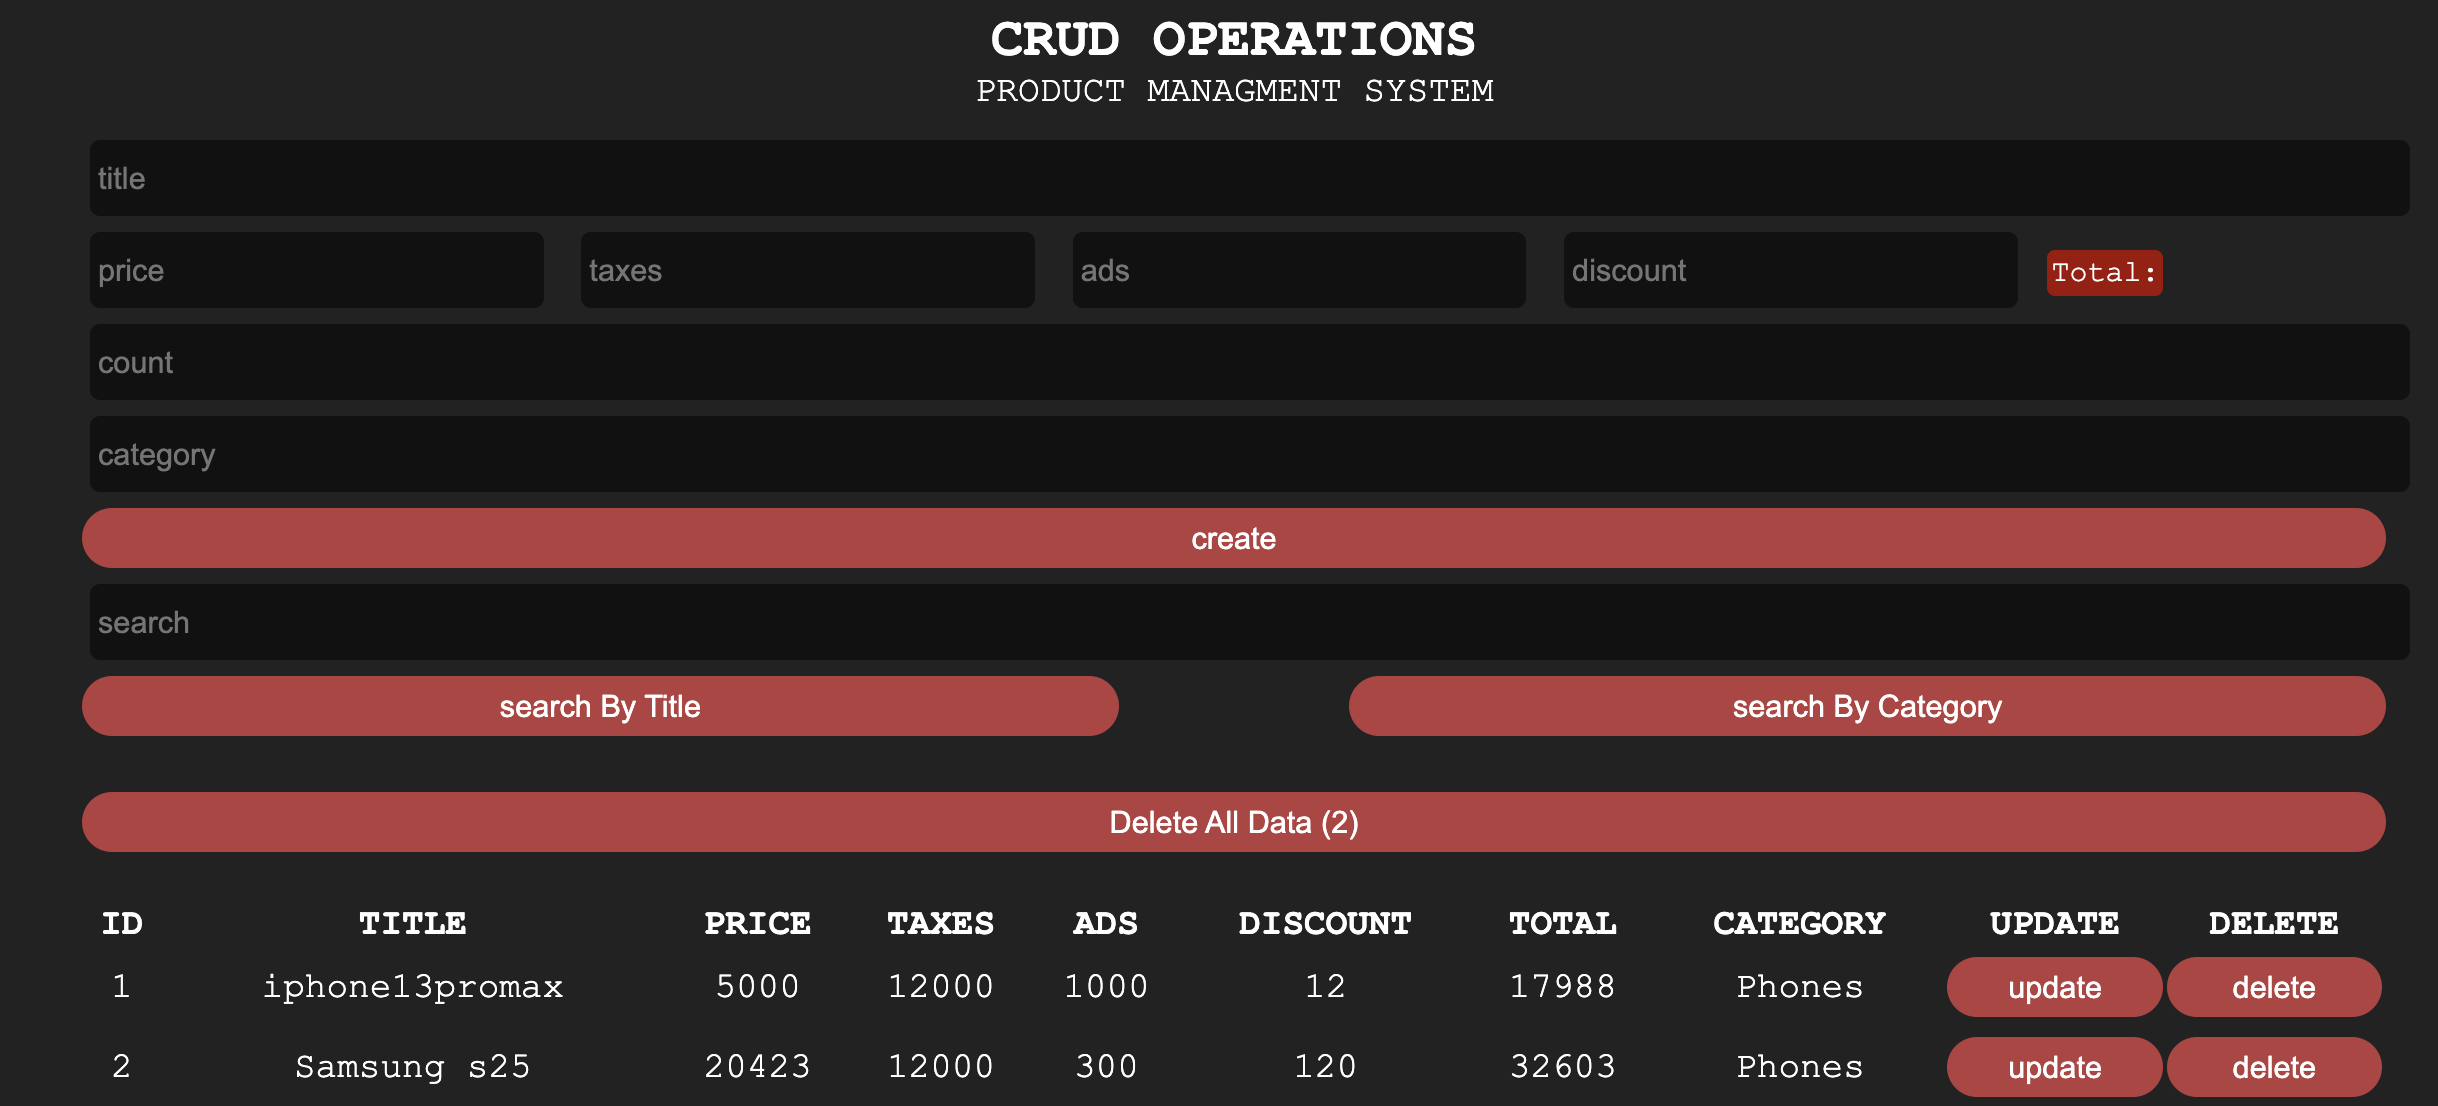 CRUD OPERATIONS
PRODUCT MANAGMENT SYSTEM
title
price taxes ads discount Total:
count
category
create
search
search By Title search By Category
Delete All Data (2)
ID TITLE PRICE TAXES ADS DISCOUNT TOTAL CATEGORY UPDATE DELETE
1 iphone13promax 5000 12000 1000 12 17988 Phones update delete
2 Samsung s25 20423 12000 300 120 32603 Phones update delete